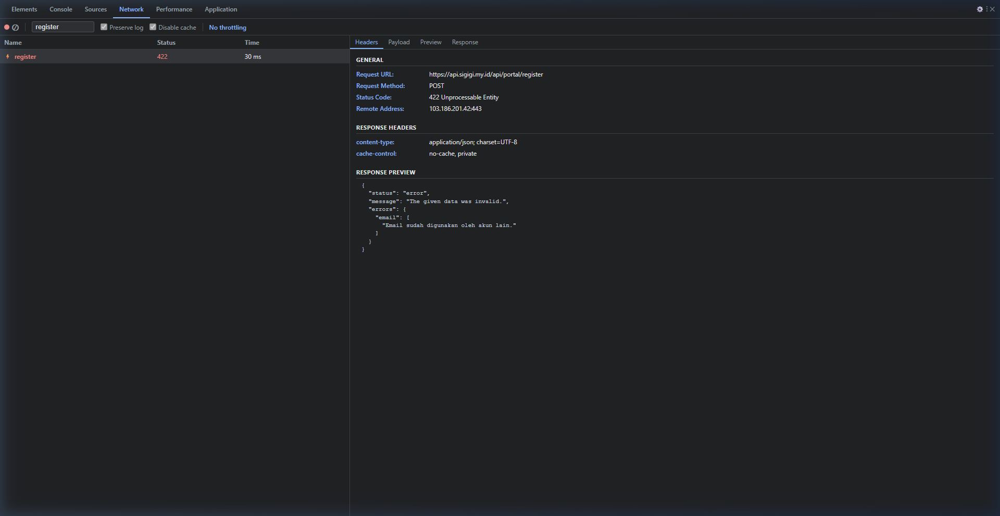 Elements Console Sources Network Performance Application
register Preserve log Disable cache No throttling
Name Status Time
register 422 30 ms
Headers Payload Preview Response
GENERAL
Request URL: https://api.sigigi.my.id/api/portal/register
Request Method: POST
Status Code: 422 Unprocessable Entity
Remote Address: 103.186.201.42:443
RESPONSE HEADERS
content-type: application/json; charset=UTF-8
cache-control: no-cache, private
RESPONSE PREVIEW
{
"status": "error",
"message": "The given data was invalid.",
"errors": {
"email": [
"Email sudah digunakan oleh akun lain."
]
}
}